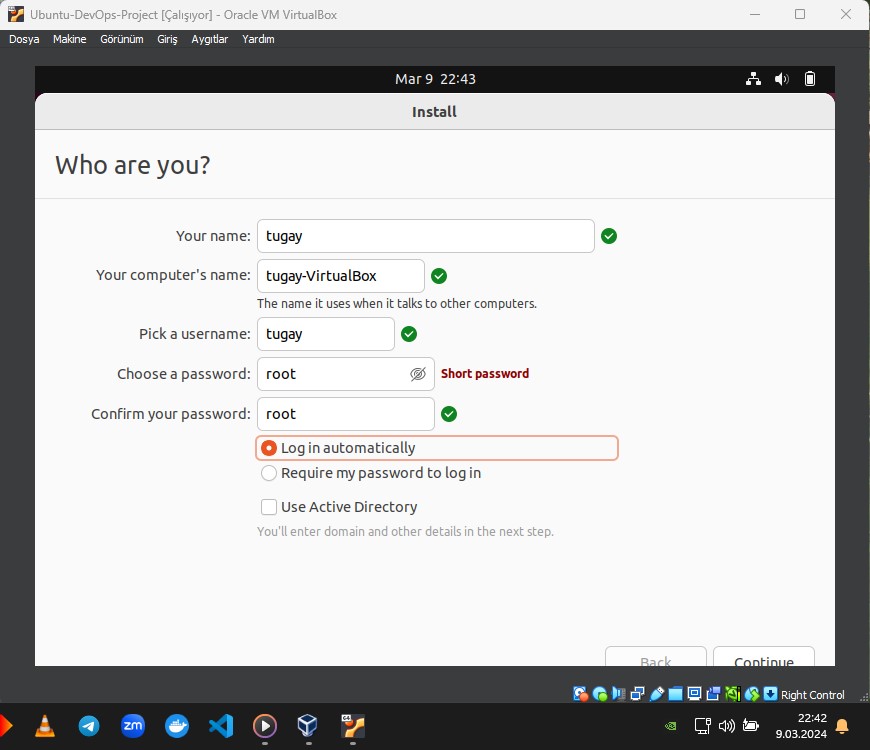 Ubuntu-DevOps-Project [Çalışıyor] - Oracle VM VirtualBox
Dosya Makine Görünüm Giriş Aygıtlar Yardım
Mar 9 22:43
Install
Who are you?
Your name: tugay
Your computer's name: tugay-VirtualBox
The name it uses when it talks to other computers.
Pick a username: tugay
Choose a password: root Short password
Confirm your password: root
Log in automatically
Require my password to log in
Use Active Directory
You'll enter domain and other details in the next step.
Back Continue
Right Control
zm
22:42
9.03.2024